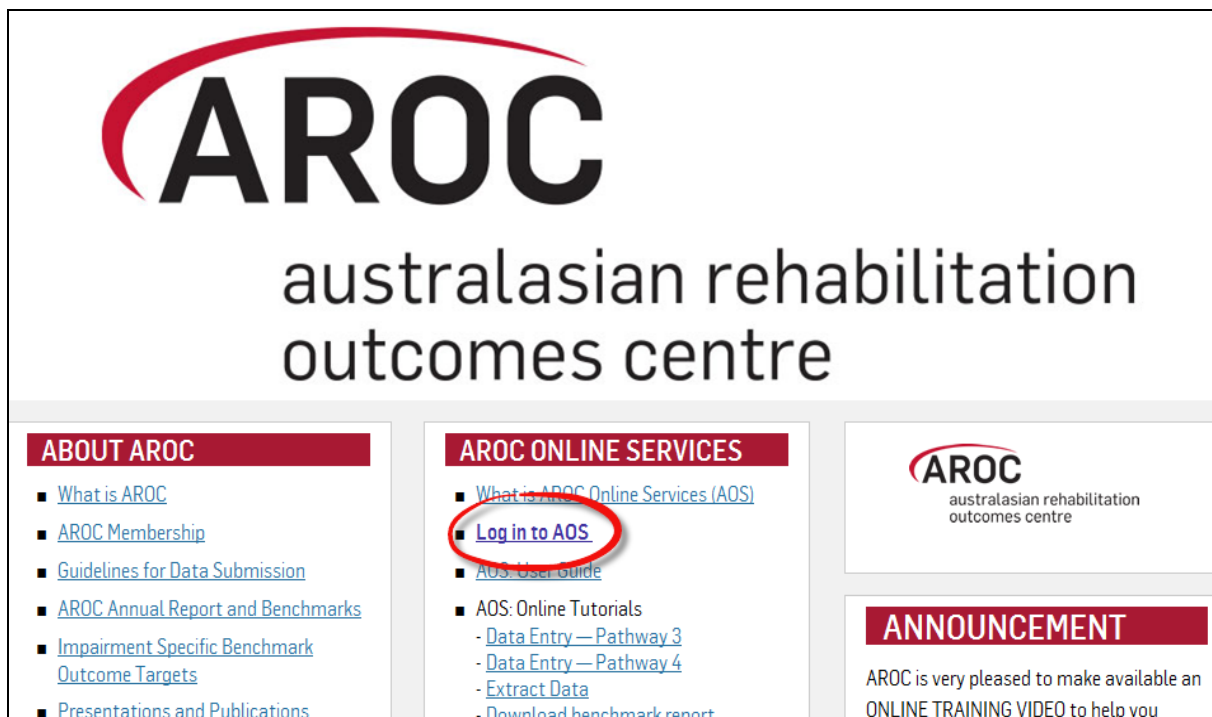 AROC
australasian rehabilitation
outcomes centre
ABOUT AROC
■ What is AROC
■ AROC Membership
■ Guidelines for Data Submission
■ AROC Annual Report and Benchmarks
■ Impairment Specific Benchmark
Outcome Targets
■ Presentations and Publications
AROC ONLINE SERVICES
■ What is AROC Online Services (AOS)
■ Log in to AOS
■ AOS: User Guide
■ AOS: Online Tutorials
- Data Entry — Pathway 3
- Data Entry — Pathway 4
- Extract Data
- Download benchmark report
AROC
australasian rehabilitation
outcomes centre
ANNOUNCEMENT
AROC is very pleased to make available an
ONLINE TRAINING VIDEO to help you